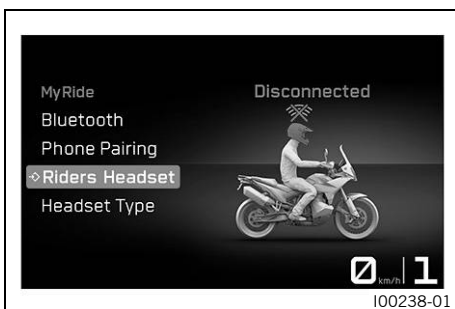 MyRide
Disconnected
Bluetooth
Phone Pairing
Riders Headset
Headset Type
0 km/h 1
I00238-01